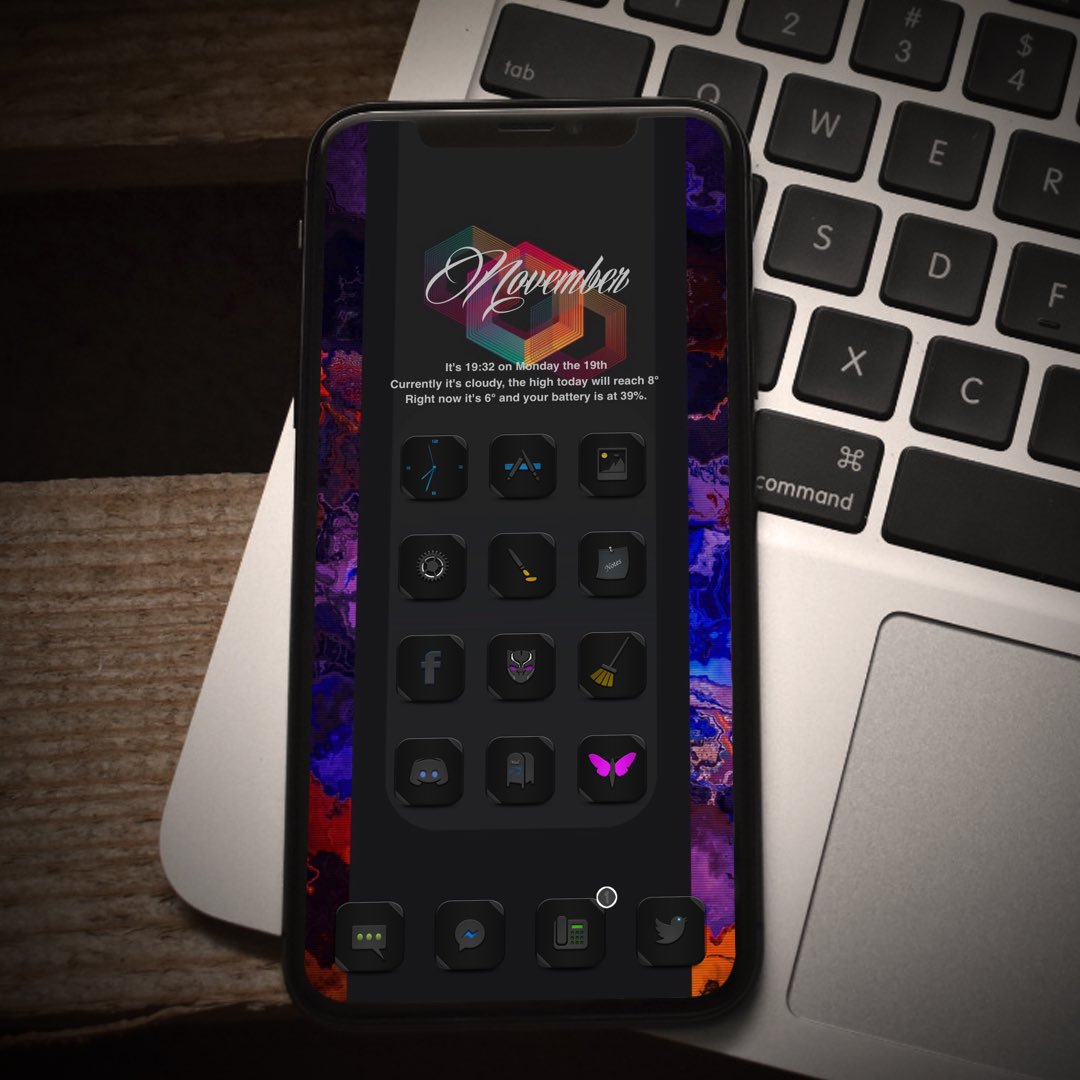 November
It's 19:32 on Monday the 19th
Currently it's cloudy, the high today will reach 8°
Right now it's 6° and your battery is at 39%.
Notes
f
2
#
3
$
4
tab
Q
W
E
R
S
D
F
X
C
⌘
command